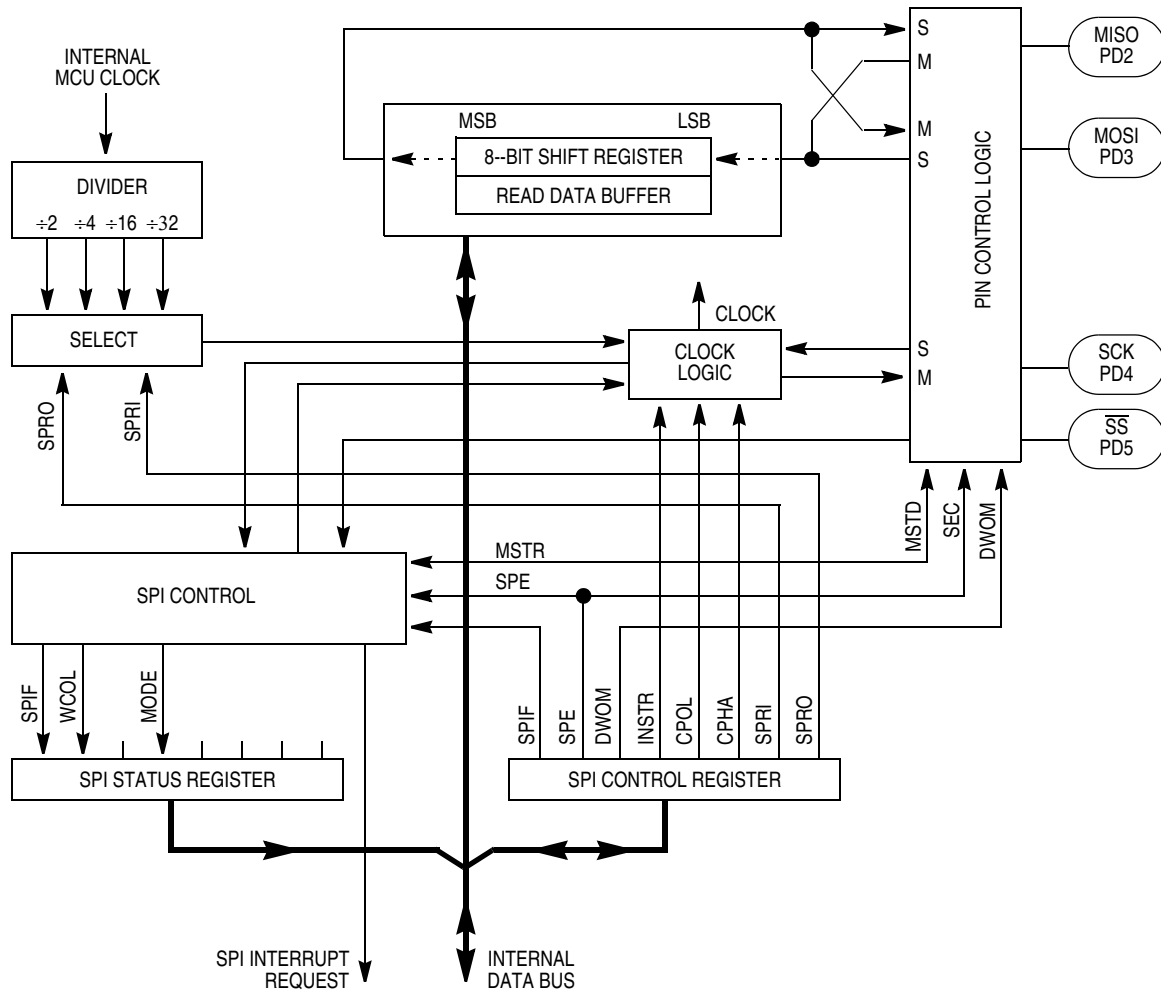 INTERNAL
MCU CLOCK
DIVIDER
÷2 ÷4 ÷16 ÷32
SELECT
SPRO
SPRI
MSB LSB
8--BIT SHIFT REGISTER
READ DATA BUFFER
CLOCK
CLOCK
LOGIC
S
M
M
S
S
M
PIN CONTROL LOGIC
MISO
PD2
MOSI
PD3
SCK
PD4
SS
PD5
MSTD
SEC
DWOM
MSTR
SPE
SPI CONTROL
SPIF
WCOL
MODE
SPI STATUS REGISTER
SPIF
SPE
DWOM
INSTR
CPOL
CPHA
SPRI
SPRO
SPI CONTROL REGISTER
SPI INTERRUPT
REQUEST
INTERNAL
DATA BUS